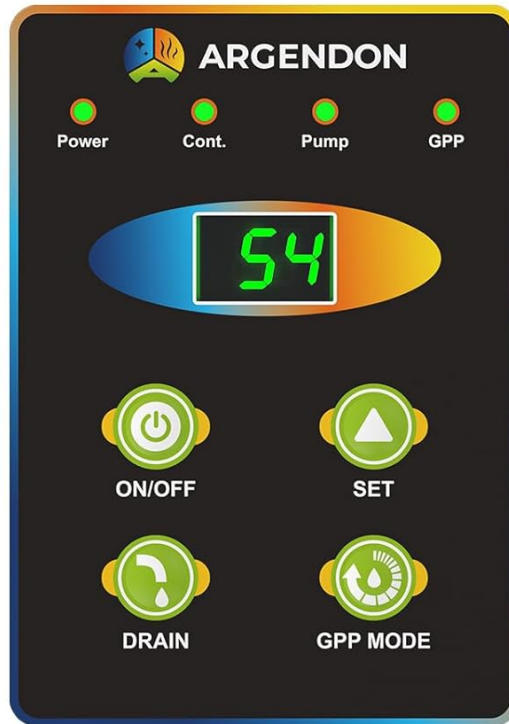 ARGENDON
Power Cont. Pump GPP
54
ON/OFF SET
DRAIN GPP MODE